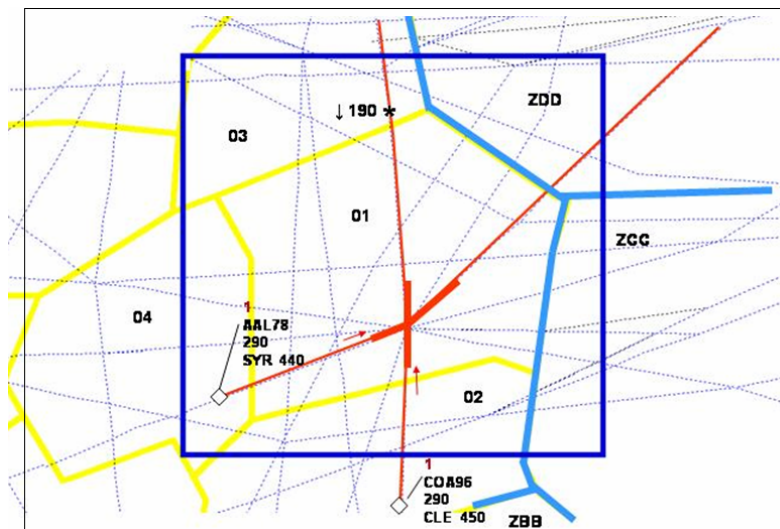 ZDD
↓ 190 *
03
01
ZCC
04
1
AAL78
290
SYR 440
02
1
COA96
290
CLE 450
ZBB